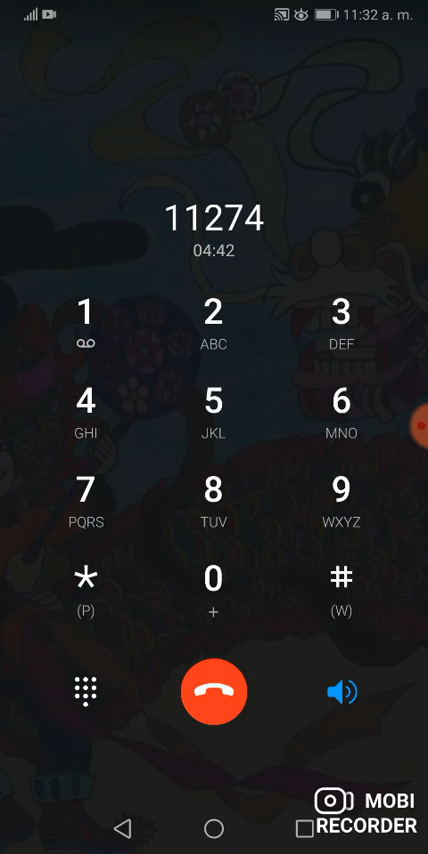 11:32 a. m.
11274
04:42
1 2 3
ABC DEF
4 5 6
GHI JKL MNO
7 8 9
PQRS TUV WXYZ
* 0 #
(P) + (W)
MOBI
RECORDER